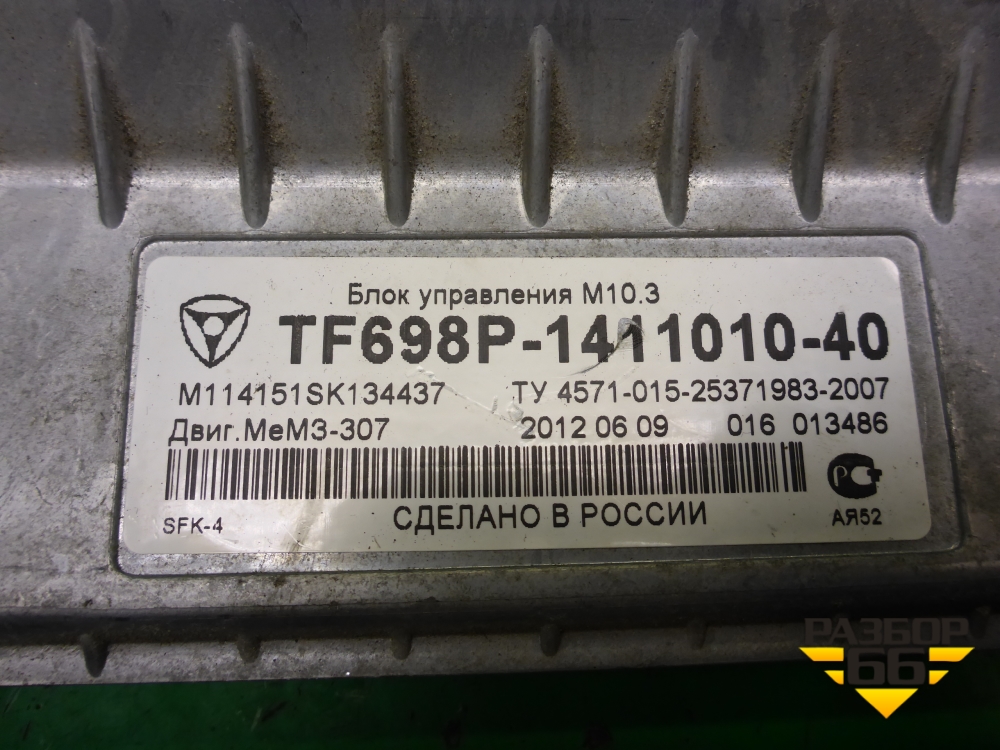 Блок управления М10.3
TF698P-1411010-40
M114151SK134437 ТУ 4571-015-25371983-2007
Двиг.МеМЗ-307 2012 06 09 016 013486
SFK-4 СДЕЛАНО В РОССИИ АЯ52
РАЗБОР
66